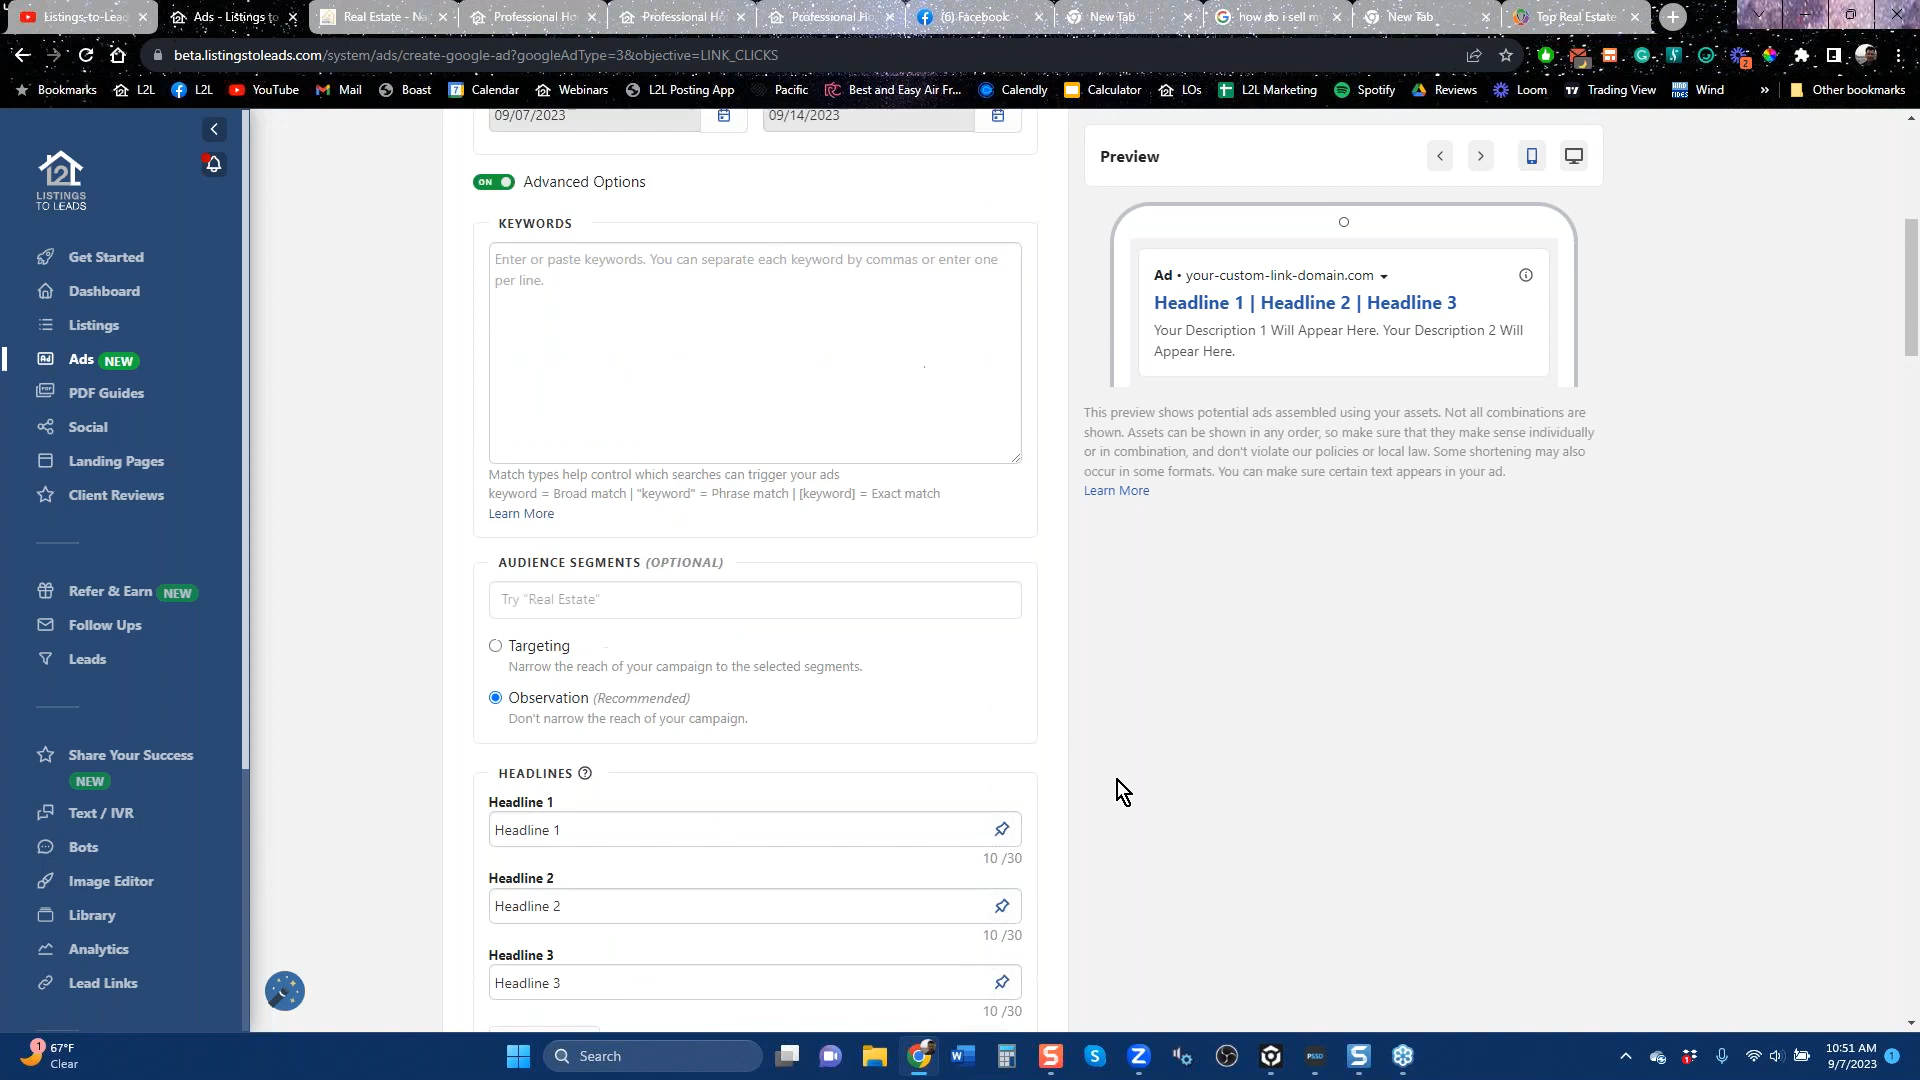 Listings-to-Lead
Ads - Listings to
Real Estate - Na
Professional Ho
Professional Ho
Professional Ho
(6) Facebook
New Tab
how do i sell m
New Tab
Top Real Estate
beta.listingstoleads.com/system/ads/create-google-ad?googleAdType=3&objective=LINK_CLICKS
Bookmarks L2L L2L YouTube Mail Boast Calendar Webinars L2L Posting App Pacific Best and Easy Air Fr... Calendly Calculator LOs L2L Marketing Spotify Reviews Loom Trading View Wind » Other bookmarks
LISTINGS
TO LEADS
Get Started
Dashboard
Listings
Ads NEW
PDF Guides
Social
Landing Pages
Client Reviews
Refer & Earn NEW
Follow Ups
Leads
Share Your Success
NEW
Text / IVR
Bots
Image Editor
Library
Analytics
Lead Links
09/07/2023 09/14/2023
ON Advanced Options
KEYWORDS
Enter or paste keywords. You can separate each keyword by commas or enter one
per line.
Match types help control which searches can trigger your ads
keyword = Broad match | "keyword" = Phrase match | [keyword] = Exact match
Learn More
AUDIENCE SEGMENTS (OPTIONAL)
Try "Real Estate"
Targeting
Narrow the reach of your campaign to the selected segments.
Observation (Recommended)
Don't narrow the reach of your campaign.
HEADLINES
Headline 1
Headline 1
10 /30
Headline 2
Headline 2
10 /30
Headline 3
Headline 3
10 /30
Preview
Ad • your-custom-link-domain.com
Headline 1 | Headline 2 | Headline 3
Your Description 1 Will Appear Here. Your Description 2 Will
Appear Here.
This preview shows potential ads assembled using your assets. Not all combinations are
shown. Assets can be shown in any order, so make sure that they make sense individually
or in combination, and don't violate our policies or local law. Some shortening may also
occur in some formats. You can make sure certain text appears in your ad.
Learn More
67°F
Clear
Search
10:51 AM
9/7/2023